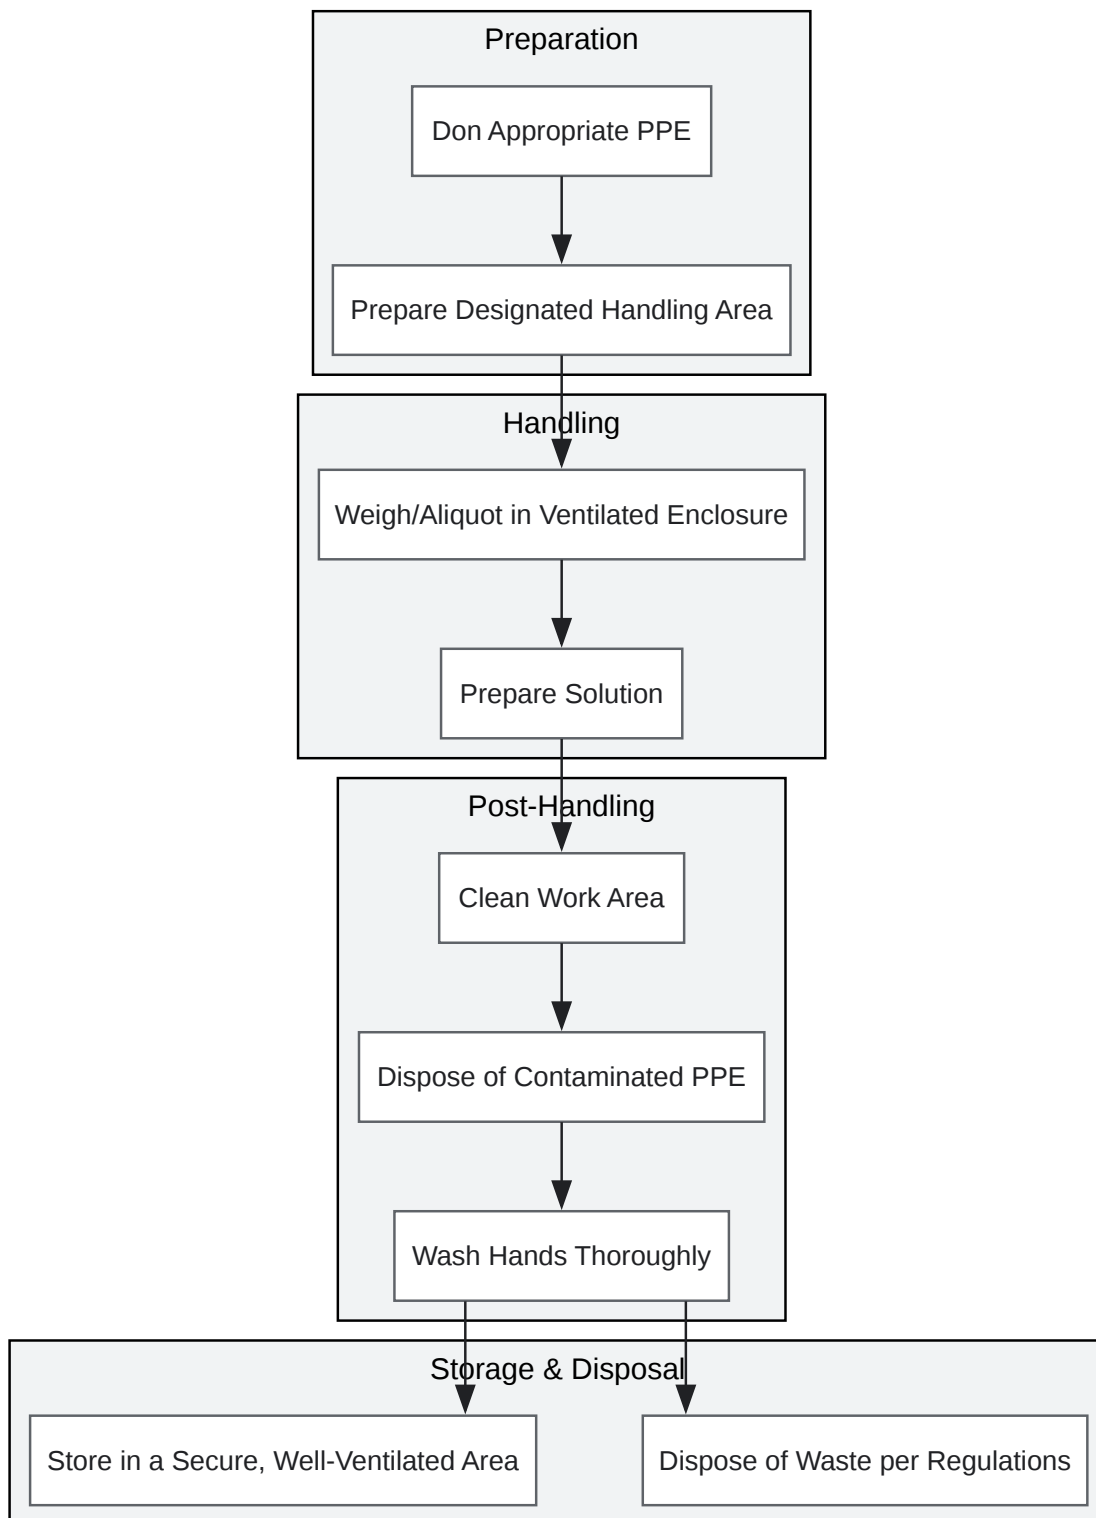 Preparation
Don Appropriate PPE
Prepare Designated Handling Area
Handling
Weigh/Aliquot in Ventilated Enclosure
Prepare Solution
Post-Handling
Clean Work Area
Dispose of Contaminated PPE
Wash Hands Thoroughly
Storage & Disposal
Store in a Secure, Well-Ventilated Area
Dispose of Waste per Regulations